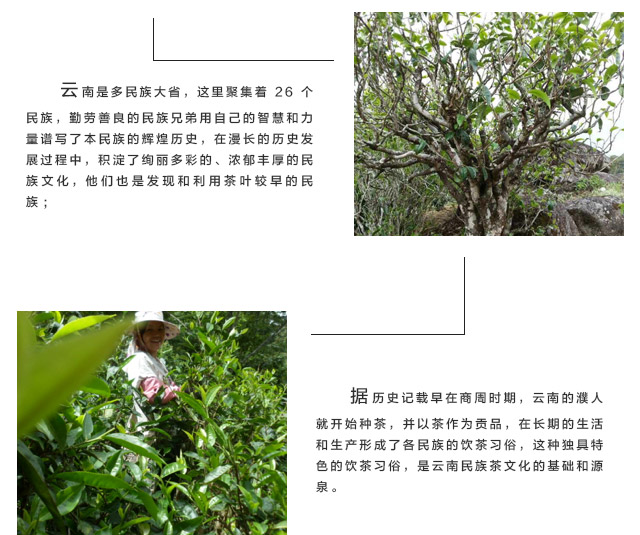 云南是多民族大省，这里聚集着 26 个
民族，勤劳善良的民族兄弟用自己的智慧和力
量谱写了本民族的辉煌历史，在漫长的历史发
展过程中，积淀了绚丽多彩的、浓郁丰厚的民
族文化，他们也是发现和利用茶叶较早的民
族；
据历史记载早在商周时期，云南的濮人
就开始种茶，并以茶作为贡品，在长期的生活
和生产形成了各民族的饮茶习俗，这种独具特
色的饮茶习俗，是云南民族茶文化的基础和源
泉。